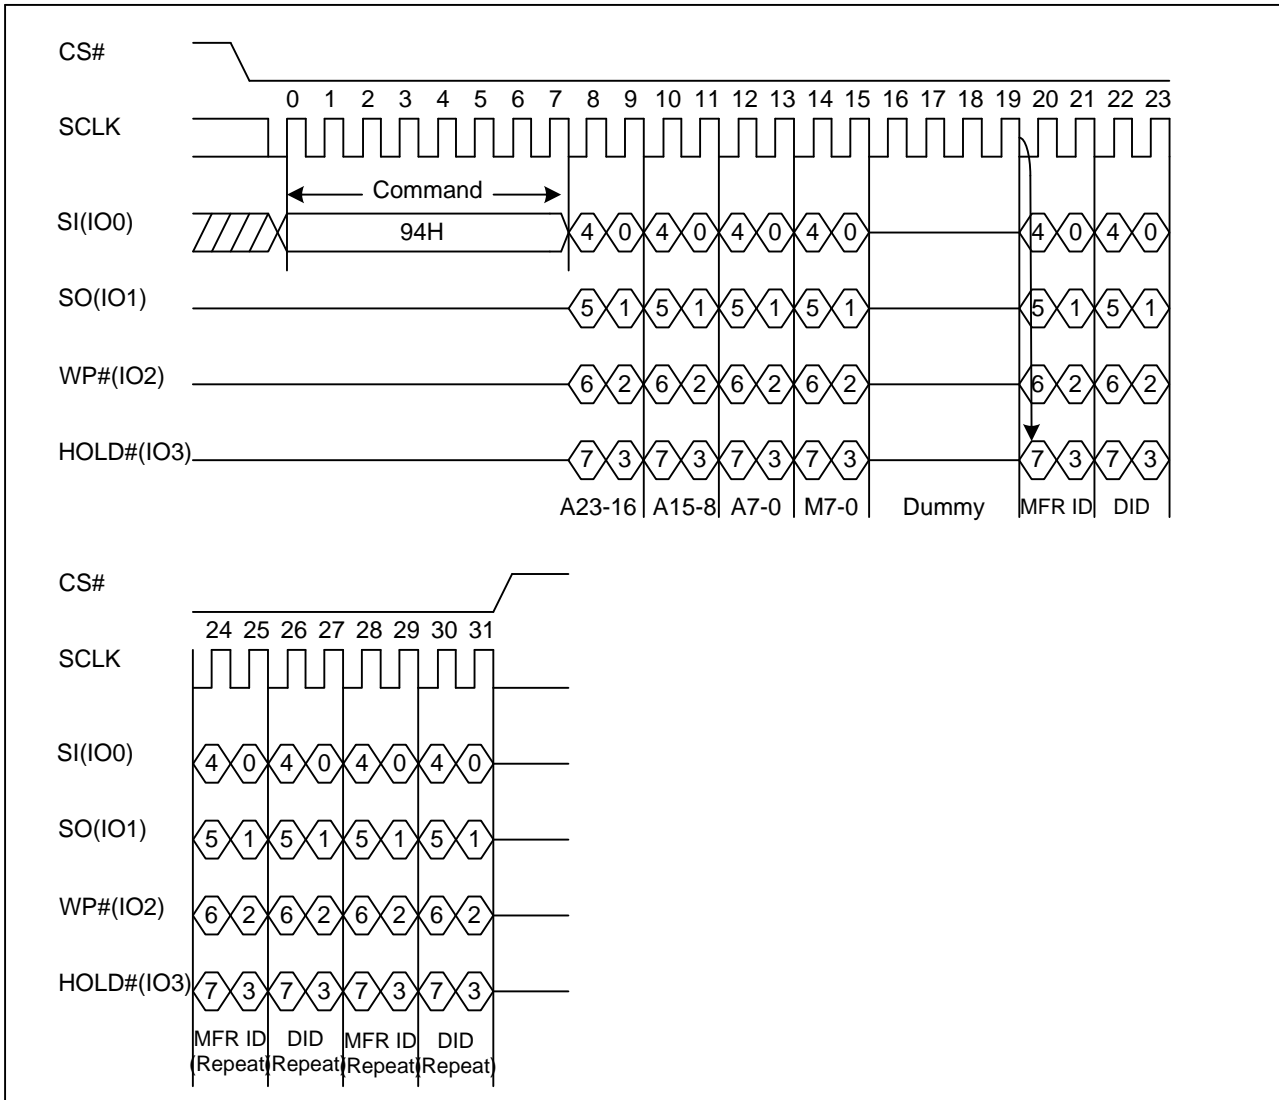 CS#
0 1 2 3 4 5 6 7 8 9 10 11 12 13 14 15 16 17 18 19 20 21 22 23
SCLK
Command
SI(IO0)
94H
4 0 4 0 4 0 4 0 4 0 4 0
SO(IO1)
5 1 5 1 5 1 5 1 5 1 5 1
WP#(IO2)
6 2 6 2 6 2 6 2 6 2 6 2
HOLD#(IO3)
7 3 7 3 7 3 7 3 7 3 7 3
A23-16 A15-8 A7-0 M7-0 Dummy MFR ID DID
CS#
24 25 26 27 28 29 30 31
SCLK
SI(IO0)
4 0 4 0 4 0 4 0
SO(IO1)
5 1 5 1 5 1 5 1
WP#(IO2)
6 2 6 2 6 2 6 2
HOLD#(IO3)
7 3 7 3 7 3 7 3
MFR ID DID MFR ID DID
(Repeat) (Repeat) (Repeat) (Repeat)